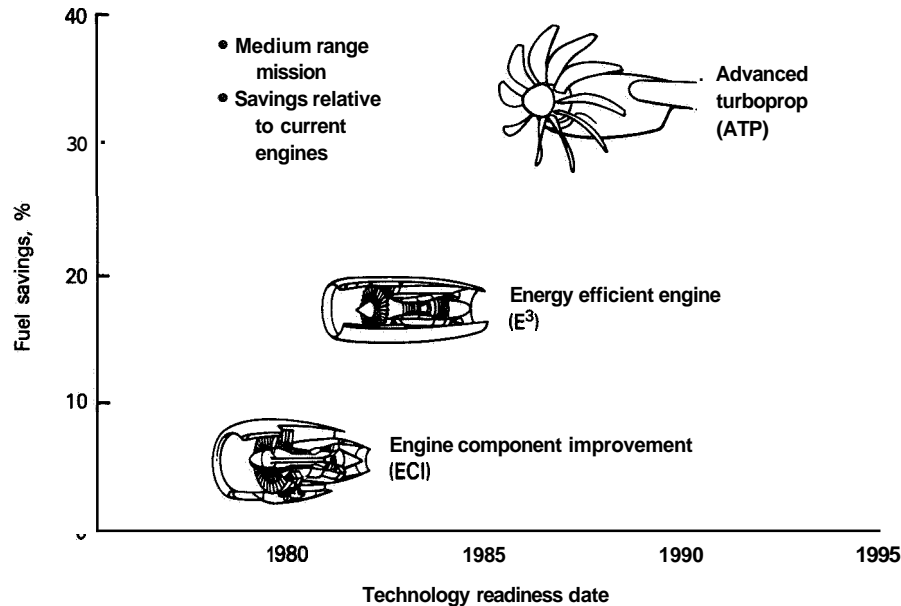 40
30
20
10
Fuel savings, %
• Medium range
mission
• Savings relative
to current
engines
Advanced
turboprop
(ATP)
Energy efficient engine
(E³)
Engine component improvement
(ECI)
1980
1985
1990
1995
Technology readiness date